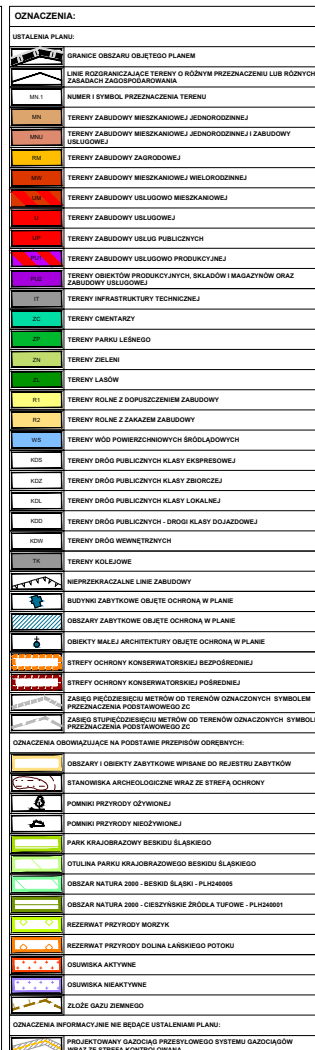 OZNACZENIA:
USTALENIA PLANU:
GRANICE OBSZARU OBJĘTEGO PLANEM
LINIE ROZGRANICZAJĄCE TERENY O RÓŻNYM PRZEZNACZENIU LUB RÓŻNYCH
ZASADACH ZAGOSPODAROWANIA
MN.1 NUMER I SYMBOL PRZEZNACZENIA TERENU
MN TERENY ZABUDOWY MIESZKANIOWEJ JEDNORODZINNEJ
MNU TERENY ZABUDOWY MIESZKANIOWEJ JEDNORODZINNEJ I ZABUDOWY
USŁUGOWEJ
RM TERENY ZABUDOWY ZAGRODOWEJ
MW TERENY ZABUDOWY MIESZKANIOWEJ WIELORODZINNEJ
UM TERENY ZABUDOWY USŁUGOWO MIESZKANIOWEJ
U TERENY ZABUDOWY USŁUGOWEJ
UP TERENY ZABUDOWY USŁUG PUBLICZNYCH
PU1 TERENY ZABUDOWY USŁUGOWO PRODUKCYJNEJ
PU2 TERENY OBIEKTÓW PRODUKCYJNYCH, SKŁADÓW I MAGAZYNÓW ORAZ
ZABUDOWY USŁUGOWEJ
IT TERENY INFRASTRUKTURY TECHNICZNEJ
ZC TERENY CMENTARZY
ZP TERENY PARKU LEŚNEGO
ZN TERENY ZIELENI
ZL TERENY LASÓW
R1 TERENY ROLNE Z DOPUSZCZENIEM ZABUDOWY
R2 TERENY ROLNE Z ZAKAZEM ZABUDOWY
WS TERENY WÓD POWIERZCHNIOWYCH ŚRÓDLĄDOWYCH
KDS TERENY DRÓG PUBLICZNYCH KLASY EKSPRESOWEJ
KDZ TERENY DRÓG PUBLICZNYCH KLASY ZBIORCZEJ
KDL TERENY DRÓG PUBLICZNYCH KLASY LOKALNEJ
KDD TERENY DRÓG PUBLICZNYCH - DROGI KLASY DOJAZDOWEJ
KDW TERENY DRÓG WEWNĘTRZNYCH
TK TERENY KOLEJOWE
NIEPRZEKRACZALNE LINIE ZABUDOWY
BUDYNKI ZABYTKOWE OBJĘTE OCHRONĄ W PLANIE
OBSZARY ZABYTKOWE OBJĘTE OCHRONĄ W PLANIE
OBIEKTY MAŁEJ ARCHITEKTURY OBJĘTE OCHRONĄ W PLANIE
STREFY OCHRONY KONSERWATORSKIEJ BEZPOŚREDNIEJ
STREFY OCHRONY KONSERWATORSKIEJ POŚREDNIEJ
ZASIĘG PIĘĆDZIESIĘCIU METRÓW OD TERENÓW OZNACZONYCH SYMBOLEM
PRZEZNACZENIA PODSTAWOWEGO ZC
ZASIĘG STUPIĘĆDZIESIĘCIU METRÓW OD TERENÓW OZNACZONYCH SYMBOLE
PRZEZNACZENIA PODSTAWOWEGO ZC
OZNACZENIA OBOWIĄZUJĄCE NA PODSTAWIE PRZEPISÓW ODRĘBNYCH:
OBSZARY I OBIEKTY ZABYTKOWE WPISANE DO REJESTRU ZABYTKÓW
STANOWISKA ARCHEOLOGICZNE WRAZ ZE STREFĄ OCHRONY
POMNIKI PRZYRODY OŻYWIONEJ
POMNIKI PRZYRODY NIEOŻYWIONEJ
PARK KRAJOBRAZOWY BESKIDU ŚLĄSKIEGO
OTULINA PARKU KRAJOBRAZOWEGO BESKIDU ŚLĄSKIEGO
OBSZAR NATURA 2000 - BESKID ŚLĄSKI - PLH240005
OBSZAR NATURA 2000 - CIESZYŃSKIE ŹRÓDŁA TUFOWE - PLH240001
REZERWAT PRZYRODY MORZYK
REZERWAT PRZYRODY DOLINA ŁAŃSKIEGO POTOKU
OSUWISKA AKTYWNE
OSUWISKA NIEAKTYWNE
ZŁOŻE GAZU ZIEMNEGO
OZNACZENIA INFORMACYJNIE NIE BĘDĄCE USTALENIAMI PLANU:
PROJEKTOWANY GAZOCIĄG PRZESYŁOWEGO SYSTEMU GAZOCIĄGÓW
WRAZ ZE STREFĄ KONTROLOWANĄ